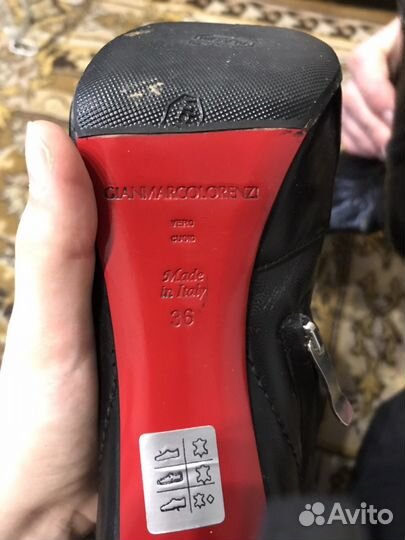 GIANMARCOLORENZI
VERO
CUOIO
Made
in Italy
36
Avito